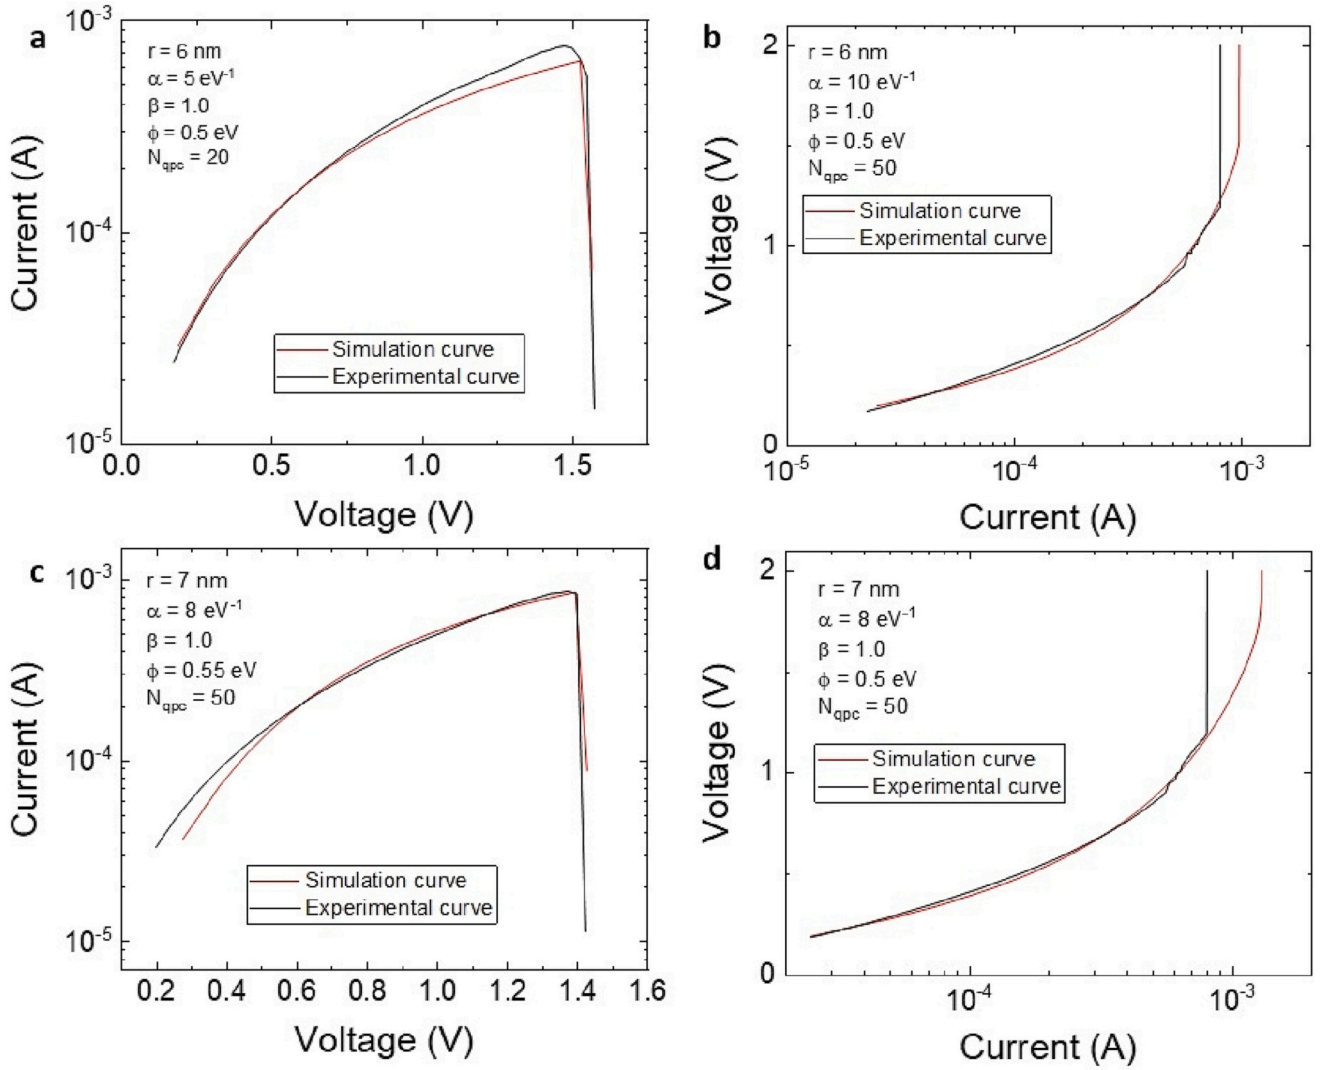 a
10⁻³
r = 6 nm
α = 5 eV⁻¹
β = 1.0
ϕ = 0.5 eV
Nqpc = 20
Current (A)
10⁻⁴
Simulation curve
Experimental curve
10⁻⁵
0.0 0.5 1.0 1.5
Voltage (V)
b
2
r = 6 nm
α = 10 eV⁻¹
β = 1.0
ϕ = 0.5 eV
Nqpc = 50
Voltage (V)
Simulation curve
Experimental curve
1
0
10⁻⁵ 10⁻⁴ 10⁻³
Current (A)
c
10⁻³
r = 7 nm
α = 8 eV⁻¹
β = 1.0
ϕ = 0.55 eV
Nqpc = 50
Current (A)
10⁻⁴
Simulation curve
Experimental curve
10⁻⁵
0.2 0.4 0.6 0.8 1.0 1.2 1.4 1.6
Voltage (V)
d
2
r = 7 nm
α = 8 eV⁻¹
β = 1.0
ϕ = 0.5 eV
Nqpc = 50
Voltage (V)
Simulation curve
Experimental curve
1
0
10⁻⁴ 10⁻³
Current (A)